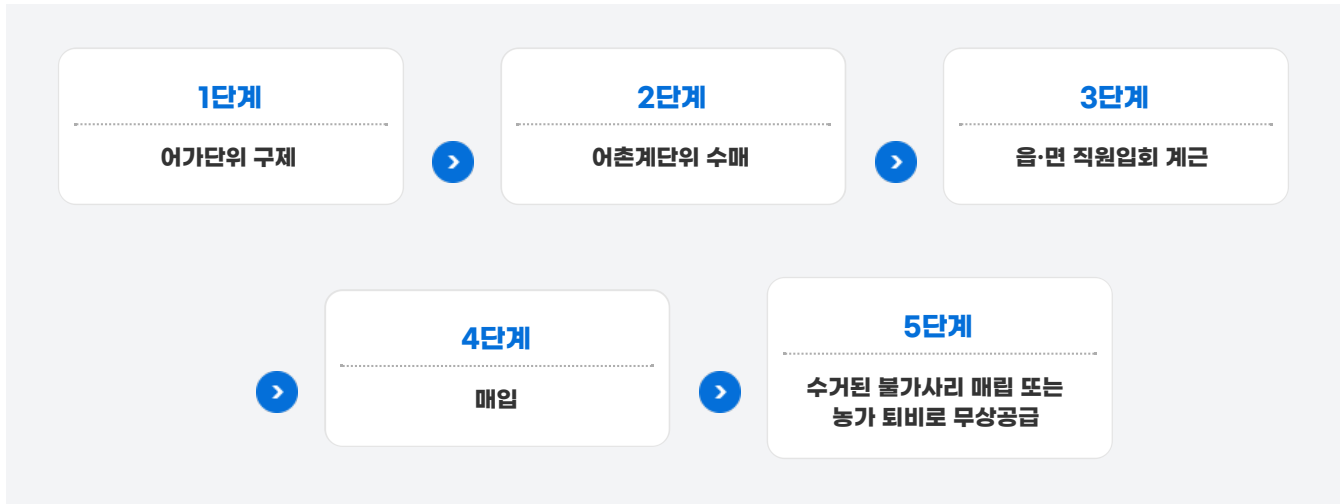 1단계
어가단위 구제
2단계
어촌계단위 수매
3단계
읍·면 직원입회 계근
4단계
매입
5단계
수거된 불가사리 매립 또는
농가 퇴비로 무상공급